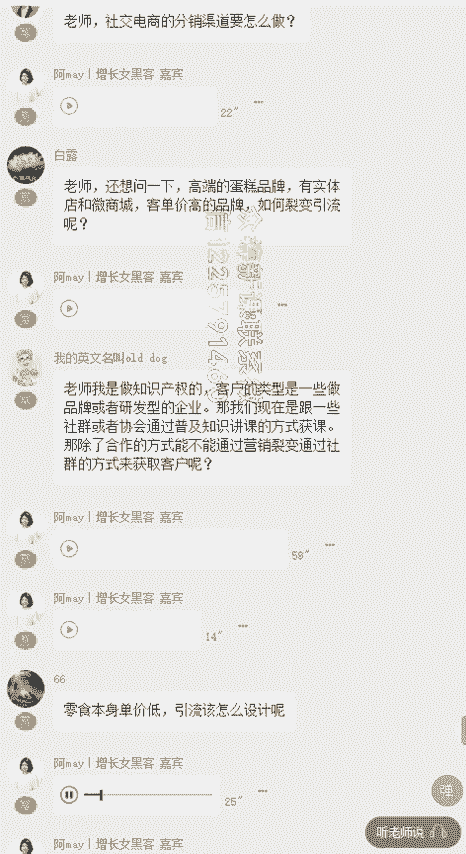 老师，社交电商的分销渠道要怎么做？
阿may丨增长女黑客 嘉宾
22"
白露
老师，还想问一下，高端的蛋糕品牌，有实体
店和微商城，客单价高的品牌，如何裂变引流
呢？
阿may丨增长女黑客 嘉宾
我的英文名叫old dog
老师我是做知识产权的，客户的类型是一些做
品牌或者研发型的企业。那我们现在是跟一些
社群或者协会通过普及知识讲课的方式获课。
那除了合作的方式能不能通过营销裂变通过社
群的方式来获取客户呢？
阿may丨增长女黑客 嘉宾
58"
阿may丨增长女黑客 嘉宾
14"
66
零食本身单价低，引流该怎么设计呢
阿may丨增长女黑客 嘉宾
25"
弹
听老师说
阿may丨增长女黑客 嘉宾